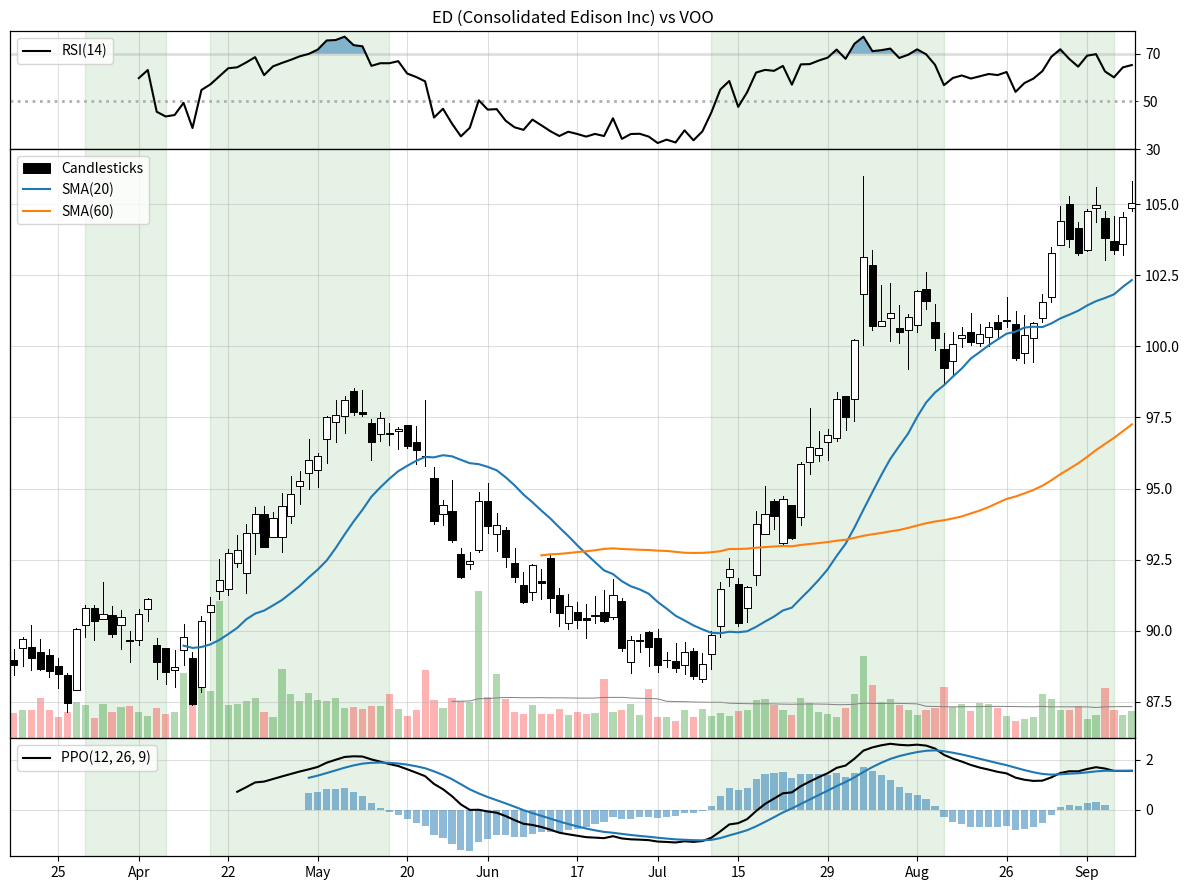 ED (Consolidated Edison Inc) vs VOO
RSI(14)
70
50
30
Candlesticks
SMA(20)
SMA(60)
105.0
102.5
100.0
97.5
95.0
92.5
90.0
87.5
PPO(12, 26, 9)
2
0
25 Apr 22 May 20 Jun 17 Jul 15 29 Aug 26 Sep